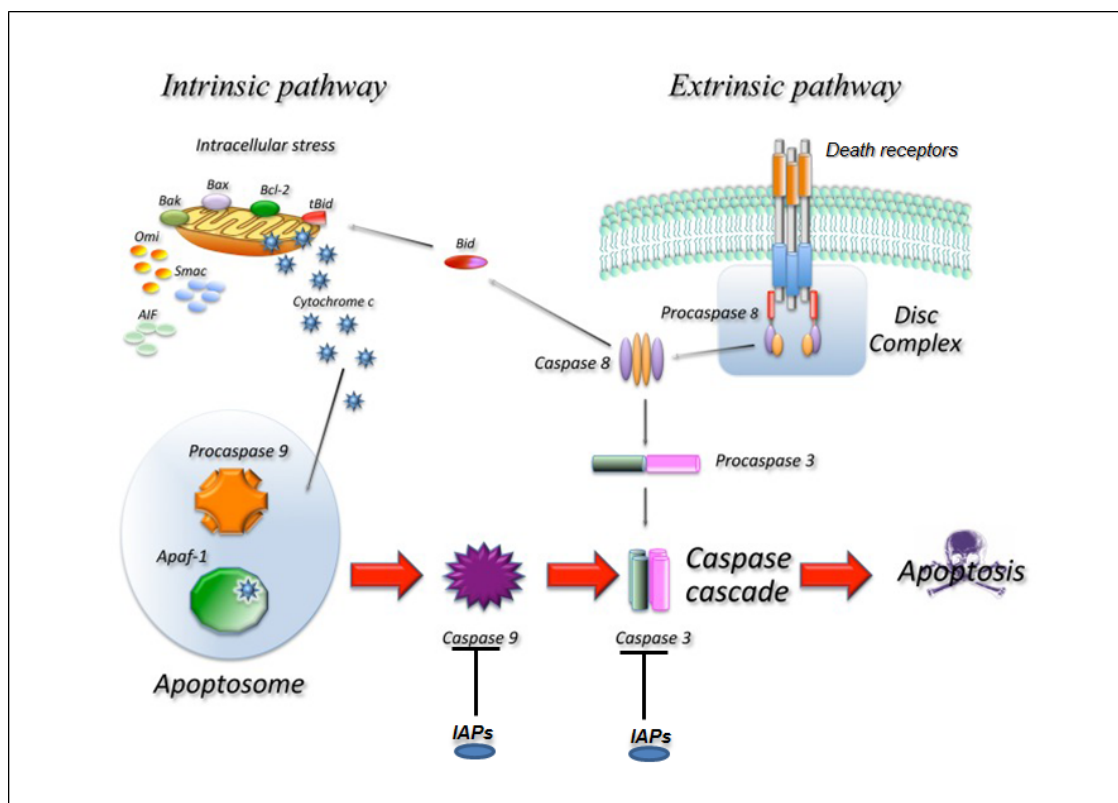 Intrinsic pathway
Extrinsic pathway
Intracellular stress
Death receptors
Bax
Bcl-2
Bak
tBid
Omi
Bid
Smac
Cytochrome c
AIF
Procaspase 8
Disc
Complex
Caspase 8
Procaspase 9
Procaspase 3
Apaf-1
Caspase
cascade
Apoptosis
Caspase 9
Caspase 3
Apoptosome
IAPs
IAPs